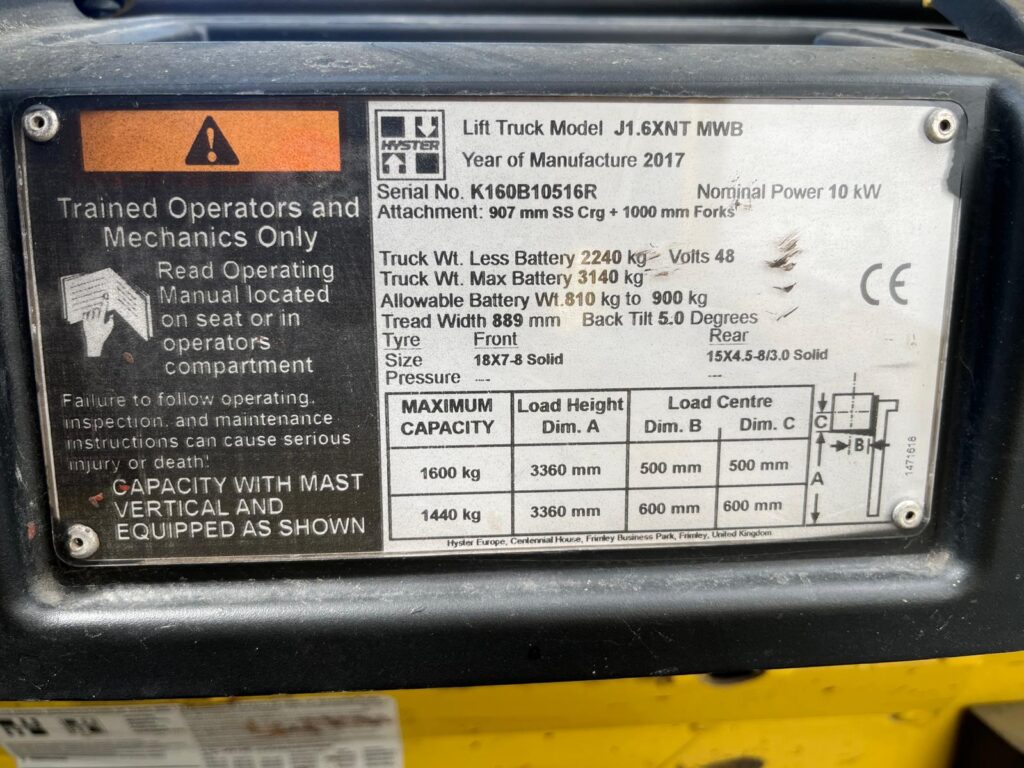 Trained Operators and
Mechanics Only
Read Operating
Manual located
on seat or in
operators
compartment
Failure to follow operating,
inspection, and maintenance
instructions can cause serious
injury or death!
CAPACITY WITH MAST
VERTICAL AND
EQUIPPED AS SHOWN
HYSTER
Lift Truck Model J1.6XNT MWB
Year of Manufacture 2017
Serial No. K160B10516R Nominal Power 10 kW
Attachment: 907 mm SS Crg + 1000 mm Forks
Truck Wt. Less Battery 2240 kg Volts 48
Truck Wt. Max Battery 3140 kg
Allowable Battery Wt.810 kg to 900 kg
Tread Width 889 mm Back Tilt 5.0 Degrees
Tyre Front Rear
Size 18X7-8 Solid 15X4.5-8/3.0 Solid
Pressure --- ---
CE
MAXIMUM CAPACITY Load Height Dim. A Load Centre Dim. B Dim. C
1600 kg 3360 mm 500 mm 500 mm
1440 kg 3360 mm 600 mm 600 mm
C
B
A
1471618
Hyster Europe, Centennial House, Frimley Business Park, Frimley, United Kingdom